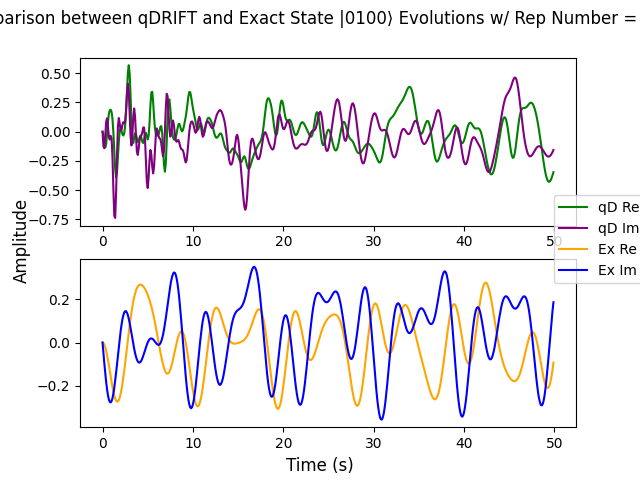 between qDRIFT and Exact State |0100⟩ Evolutions w/ Rep Number =
0.50
0.25
0.00
−0.25
−0.50
−0.75
0 10 20 30 40 50
qD Re
qD Im
Ex Re
Ex Im
Amplitude
0.2
0.0
−0.2
0 10 20 30 40 50
Time (s)